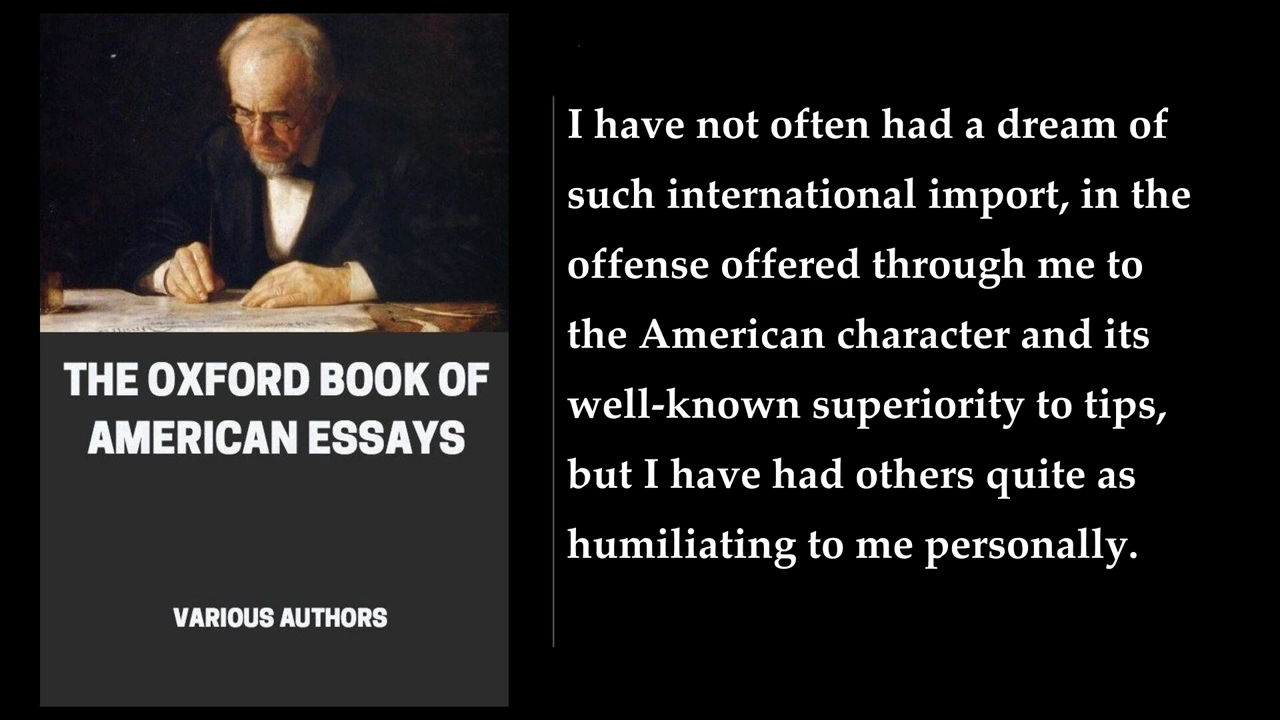 THE OXFORD BOOK OF
AMERICAN ESSAYS
VARIOUS AUTHORS
I have not often had a dream of
such international import, in the
offense offered through me to
the American character and its
well-known superiority to tips,
but I have had others quite as
humiliating to me personally.